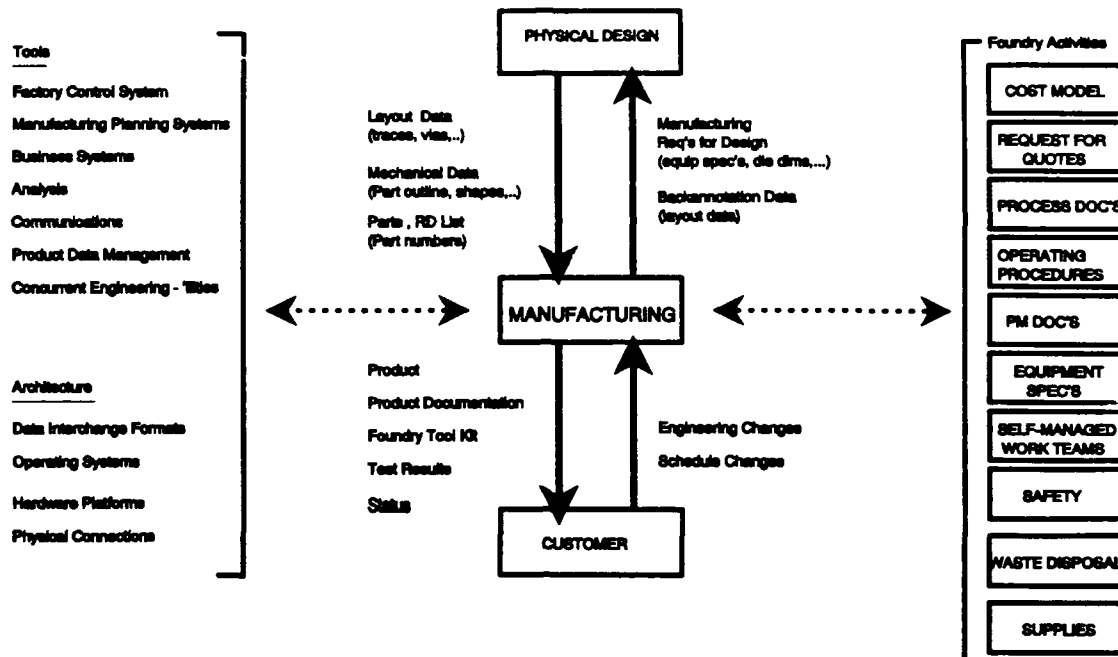 Tools
Factory Control System
Manufacturing Planning Systems
Business Systems
Analysis
Communications
Product Data Management
Concurrent Engineering -
Architecture
Data Interchange Formats
Operating Systems
Hardware Platforms
Physical Connections
PHYSICAL DESIGN
Layout Data
(traces, vias,..)
Mechanical Data
(Part outline, shapes,..)
Parts , RD List
(Part numbers)
Manufacturing
Req's for Design
(equip spec's, die dims,...)
Backannotation Data
(layout data)
MANUFACTURING
Product
Product Documentation
Foundry Tool Kit
Test Results
Status
Engineering Changes
Schedule Changes
CUSTOMER
Foundry Activities
COST MODEL
REQUEST FOR
QUOTES
PROCESS DOC'S
OPERATING
PROCEDURES
PM DOC'S
EQUIPMENT
SPEC'S
SELF-MANAGED
WORK TEAMS
SAFETY
WASTE DISPOSAL
SUPPLIES